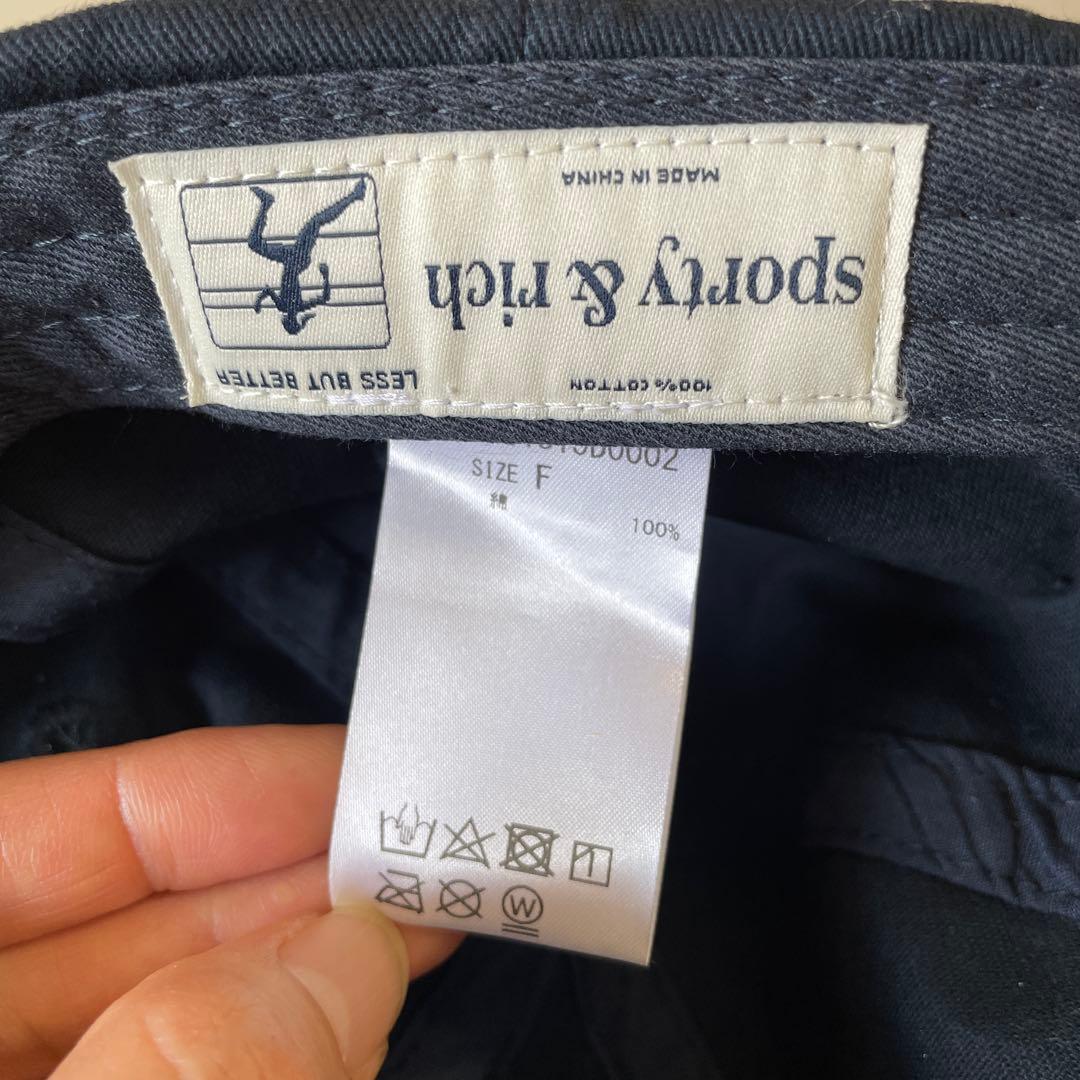 MADE IN CHINA
sporty & rich
100% COTTON
LESS BUT BETTER
SIZE F
綿
100%
W